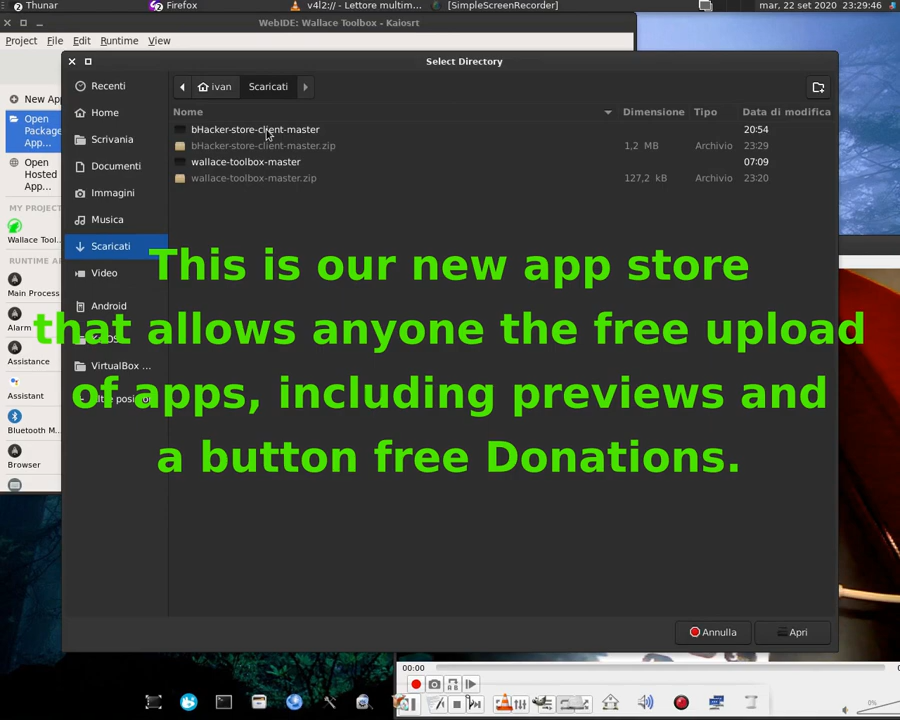 Thunar
Firefox
v4l2:// - Lettore multim...
[SimpleScreenRecorder]
mar, 22 set 2020 23:29:46
WebIDE: Wallace Toolbox - Kaiosrt
Project File Edit Runtime View
Select Directory
ivan Scaricati
Nome Dimensione Tipo Data di modifica
bHacker-store-client-master 20:54
bHacker-store-client-master.zip 1,2 MB Archivio 23:29
wallace-toolbox-master 07:09
wallace-toolbox-master.zip 127,2 kB Archivio 23:20
Recenti
Home
Scrivania
Documenti
Immagini
Musica
Scaricati
Video
Android
VirtualBox ...
New App
Open
Package
App...
Open
Hosted
App...
MY PROJE
Wallace Tool...
RUNTIME A
Main Process
Alarm
Assistance
Assistant
Bluetooth M...
Browser
This is our new app store
that allows anyone the free upload
of apps, including previews and
a button free Donations.
Annulla
Apri
00:00
0%